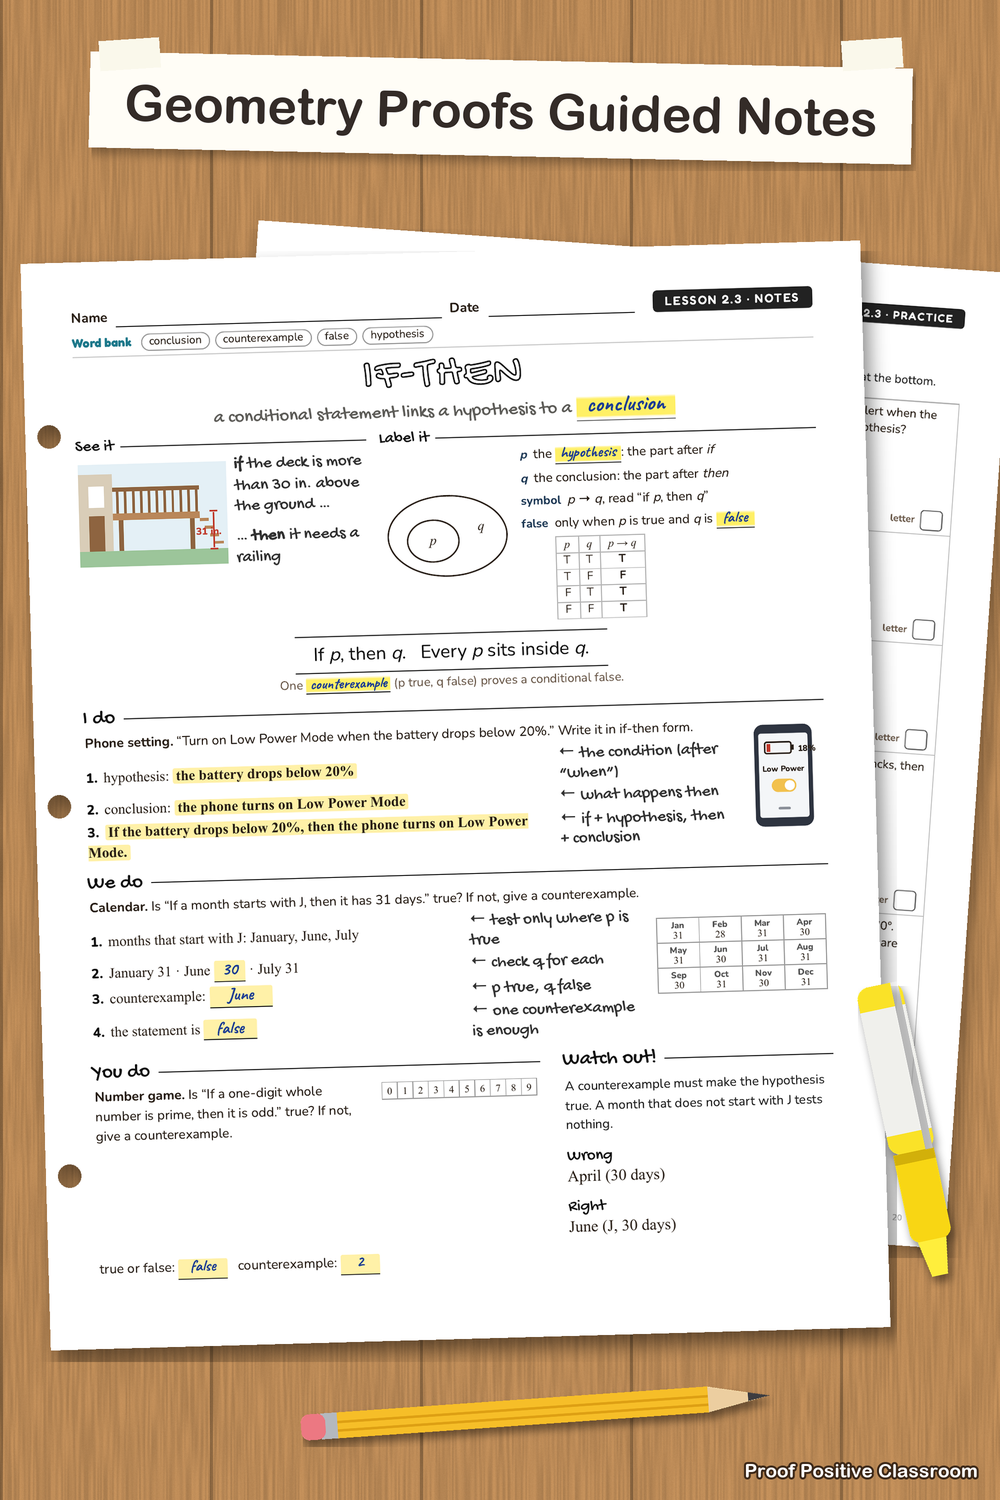 Geometry Proofs Guided Notes
Name Date LESSON 2.3 · NOTES
Word bank conclusion counterexample false hypothesis
IF-THEN
a conditional statement links a hypothesis to a conclusion
See it
31 in.
if the deck is more
than 30 in. above
the ground ...
... then it needs a
railing
Label it
p
q
p the hypothesis: the part after if
q the conclusion: the part after then
symbol p → q, read “if p, then q”
false only when p is true and q is false
p q p → q
T T T
T F F
F T T
F F T
If p, then q. Every p sits inside q.
One counterexample (p true, q false) proves a conditional false.
I do
Phone setting. “Turn on Low Power Mode when the battery drops below 20%.” Write it in if-then form.
1. hypothesis: the battery drops below 20%
2. conclusion: the phone turns on Low Power Mode
3. If the battery drops below 20%, then the phone turns on Low Power
Mode.
← the condition (after
“when”)
← what happens then
← if + hypothesis, then
+ conclusion
18%
Low Power
We do
Calendar. Is “If a month starts with J, then it has 31 days.” true? If not, give a counterexample.
1. months that start with J: January, June, July
2. January 31 · June 30 · July 31
3. counterexample: June
4. the statement is false
← test only where p is
true
← check q for each
← p true, q false
← one counterexample
is enough
Jan Feb Mar Apr
31 28 31 30
May Jun Jul Aug
31 30 31 31
Sep Oct Nov Dec
30 31 30 31
You do
Number game. Is “If a one-digit whole
number is prime, then it is odd.” true? If not,
give a counterexample.
0 1 2 3 4 5 6 7 8 9
true or false: false counterexample: 2
Watch out!
A counterexample must make the hypothesis
true. A month that does not start with J tests
nothing.
Wrong
April (30 days)
Right
June (J, 30 days)
2.3 · PRACTICE
at the bottom.
lert when the
othesis?
letter
letter
letter
cks, then
er
0°.
are
20
Proof Positive Classroom